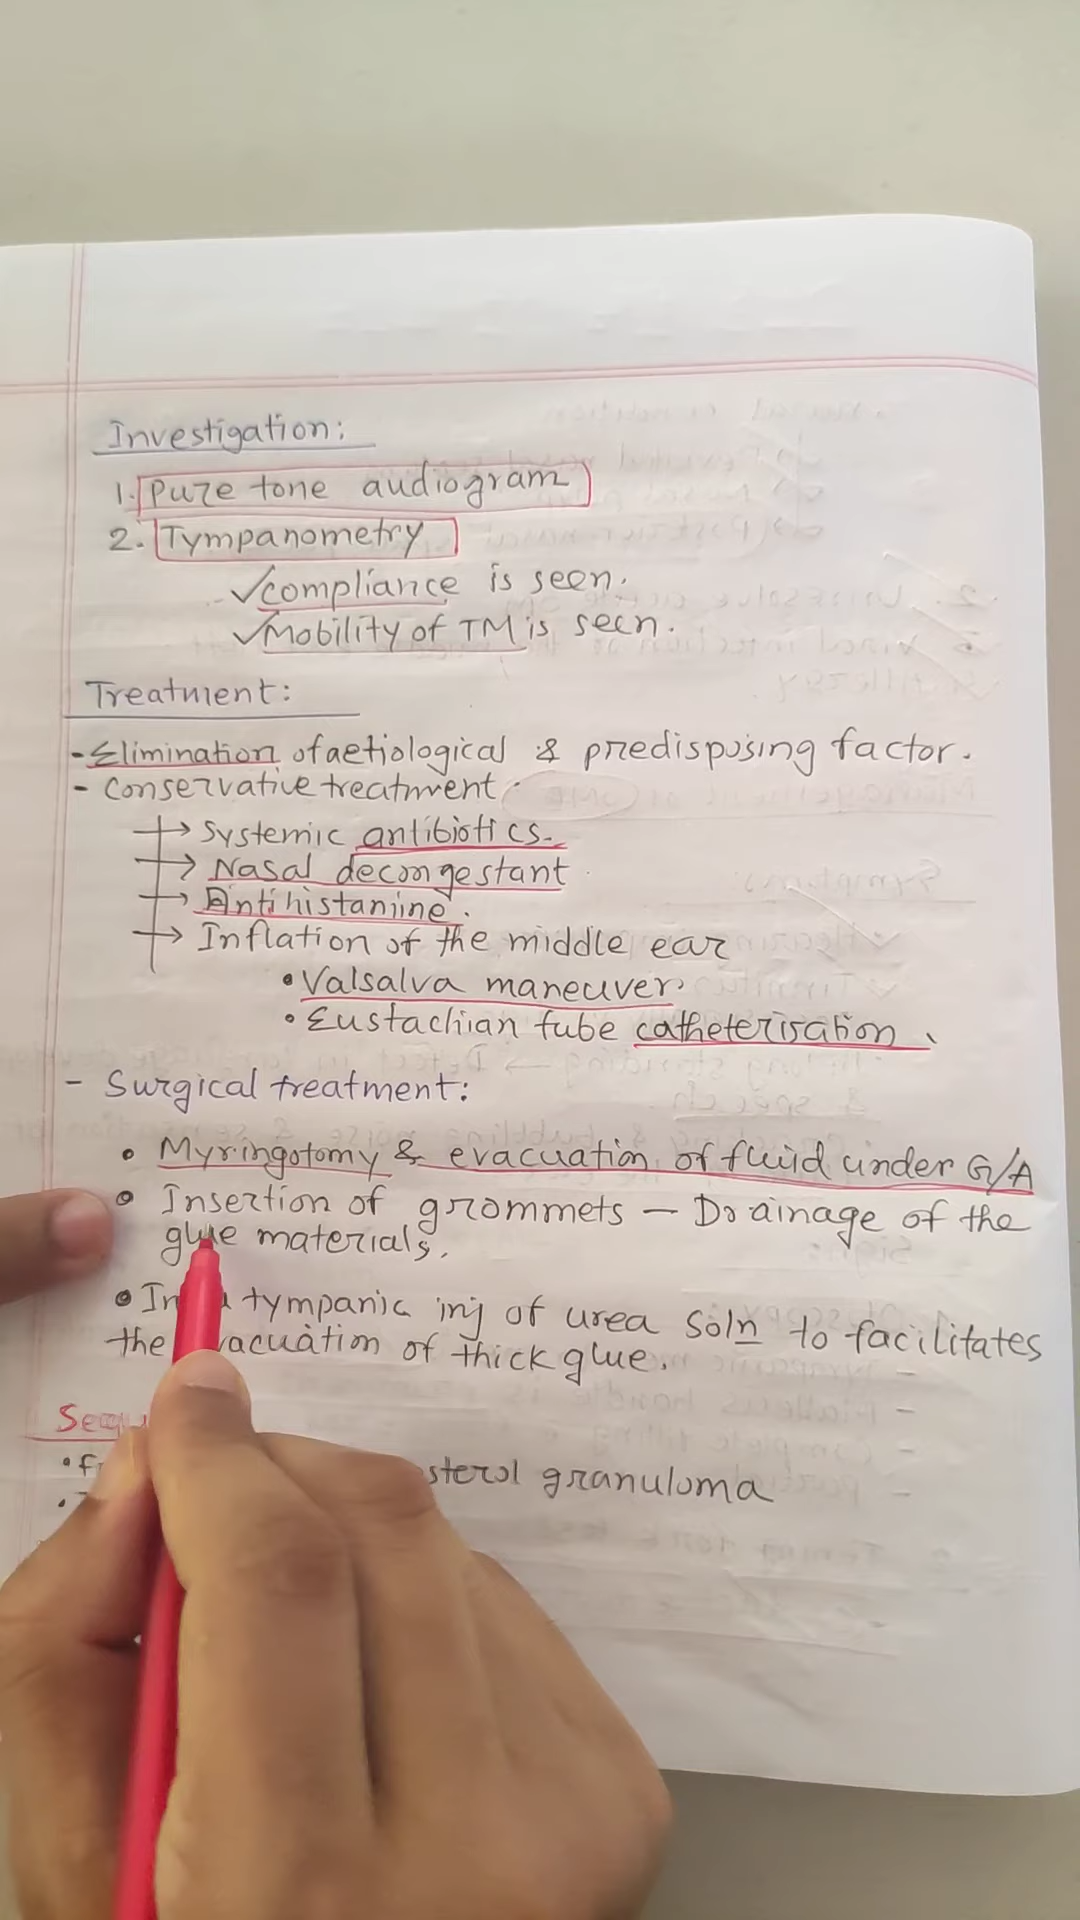 Investigation:
1. Pure tone audiogram
2. Tympanometry
✓compliance is seen.
✓Mobility of TM is seen.
Treatment:
- Elimination of aetiological & predisposing factor.
- Conservative treatment
→ Systemic antibiotics.
→ Nasal decongestant
→ Antihistamine.
→ Inflation of the middle ear
• Valsalva maneuver
• Eustachian tube catheterisation.
- Surgical treatment:
• Myringotomy & evacuation of fluid under G/A
• Insertion of grommets – Drainage of the
glue materials.
• tympanic inj of urea soln to facilitates
the of thick glue.
granuloma